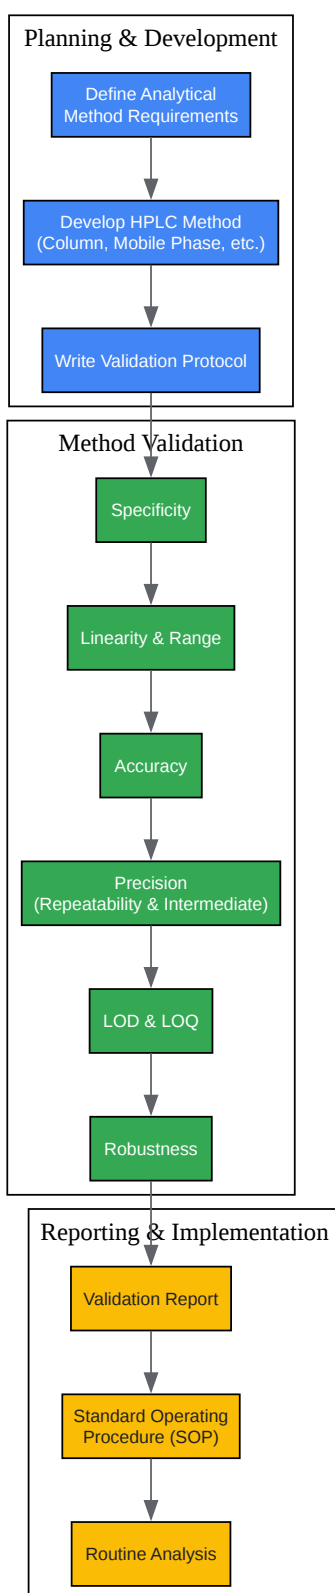 Planning & Development
Define Analytical
Method Requirements
Develop HPLC Method
(Column, Mobile Phase, etc.)
Write Validation Protocol
Method Validation
Specificity
Linearity & Range
Accuracy
Precision
(Repeatability & Intermediate)
LOD & LOQ
Robustness
Reporting & Implementation
Validation Report
Standard Operating
Procedure (SOP)
Routine Analysis